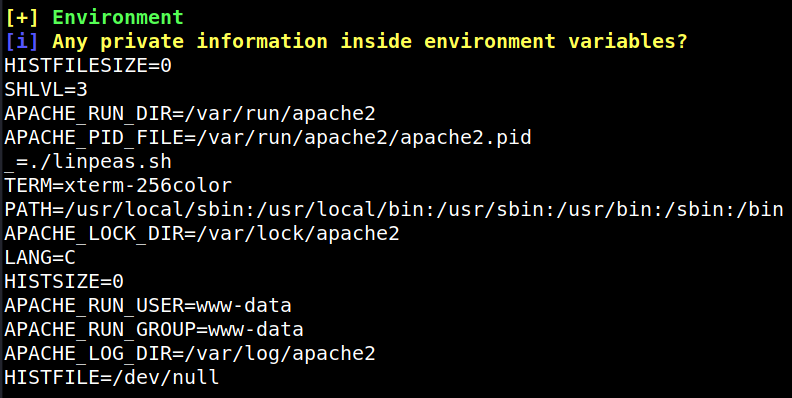 [+] Environment
[i] Any private information inside environment variables?
HISTFILESIZE=0
SHLVL=3
APACHE_RUN_DIR=/var/run/apache2
APACHE_PID_FILE=/var/run/apache2/apache2.pid
_=./linpeas.sh
TERM=xterm-256color
PATH=/usr/local/sbin:/usr/local/bin:/usr/sbin:/usr/bin:/sbin:/bin
APACHE_LOCK_DIR=/var/lock/apache2
LANG=C
HISTSIZE=0
APACHE_RUN_USER=www-data
APACHE_RUN_GROUP=www-data
APACHE_LOG_DIR=/var/log/apache2
HISTFILE=/dev/null